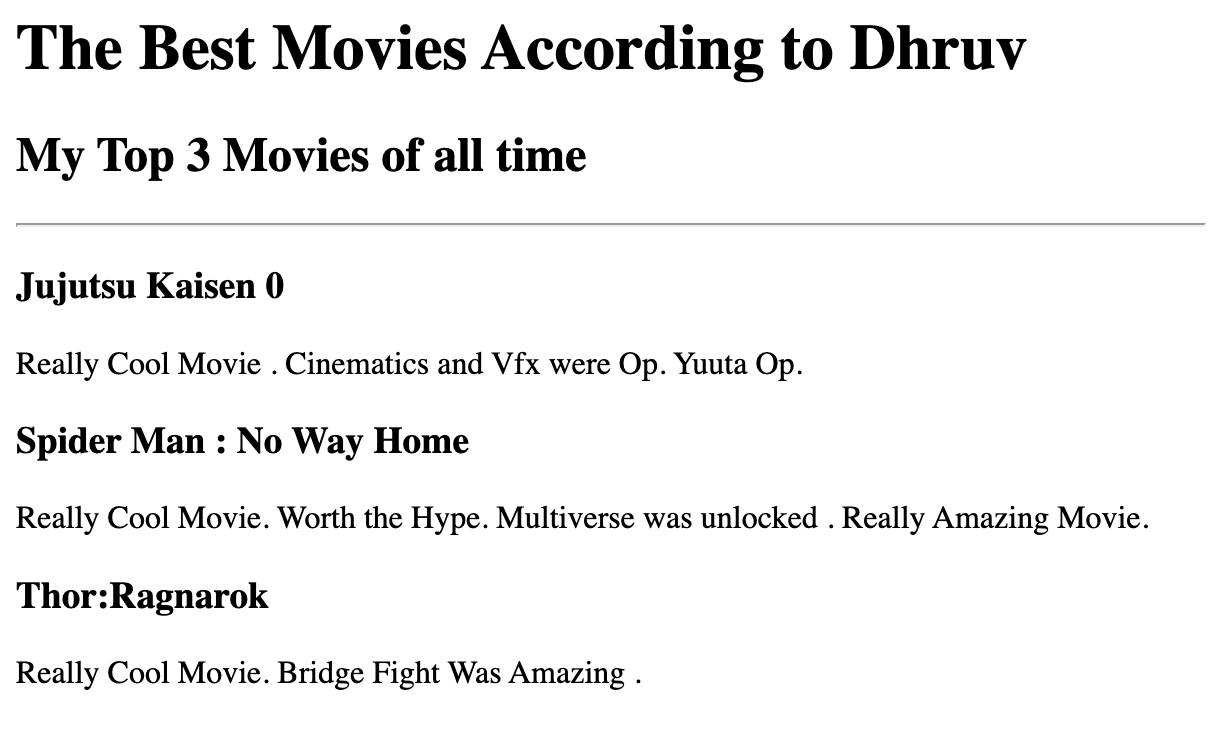 The Best Movies According to Dhruv
My Top 3 Movies of all time
Jujutsu Kaisen 0
Really Cool Movie . Cinematics and Vfx were Op. Yuuta Op.
Spider Man : No Way Home
Really Cool Movie. Worth the Hype. Multiverse was unlocked . Really Amazing Movie.
Thor:Ragnarok
Really Cool Movie. Bridge Fight Was Amazing .